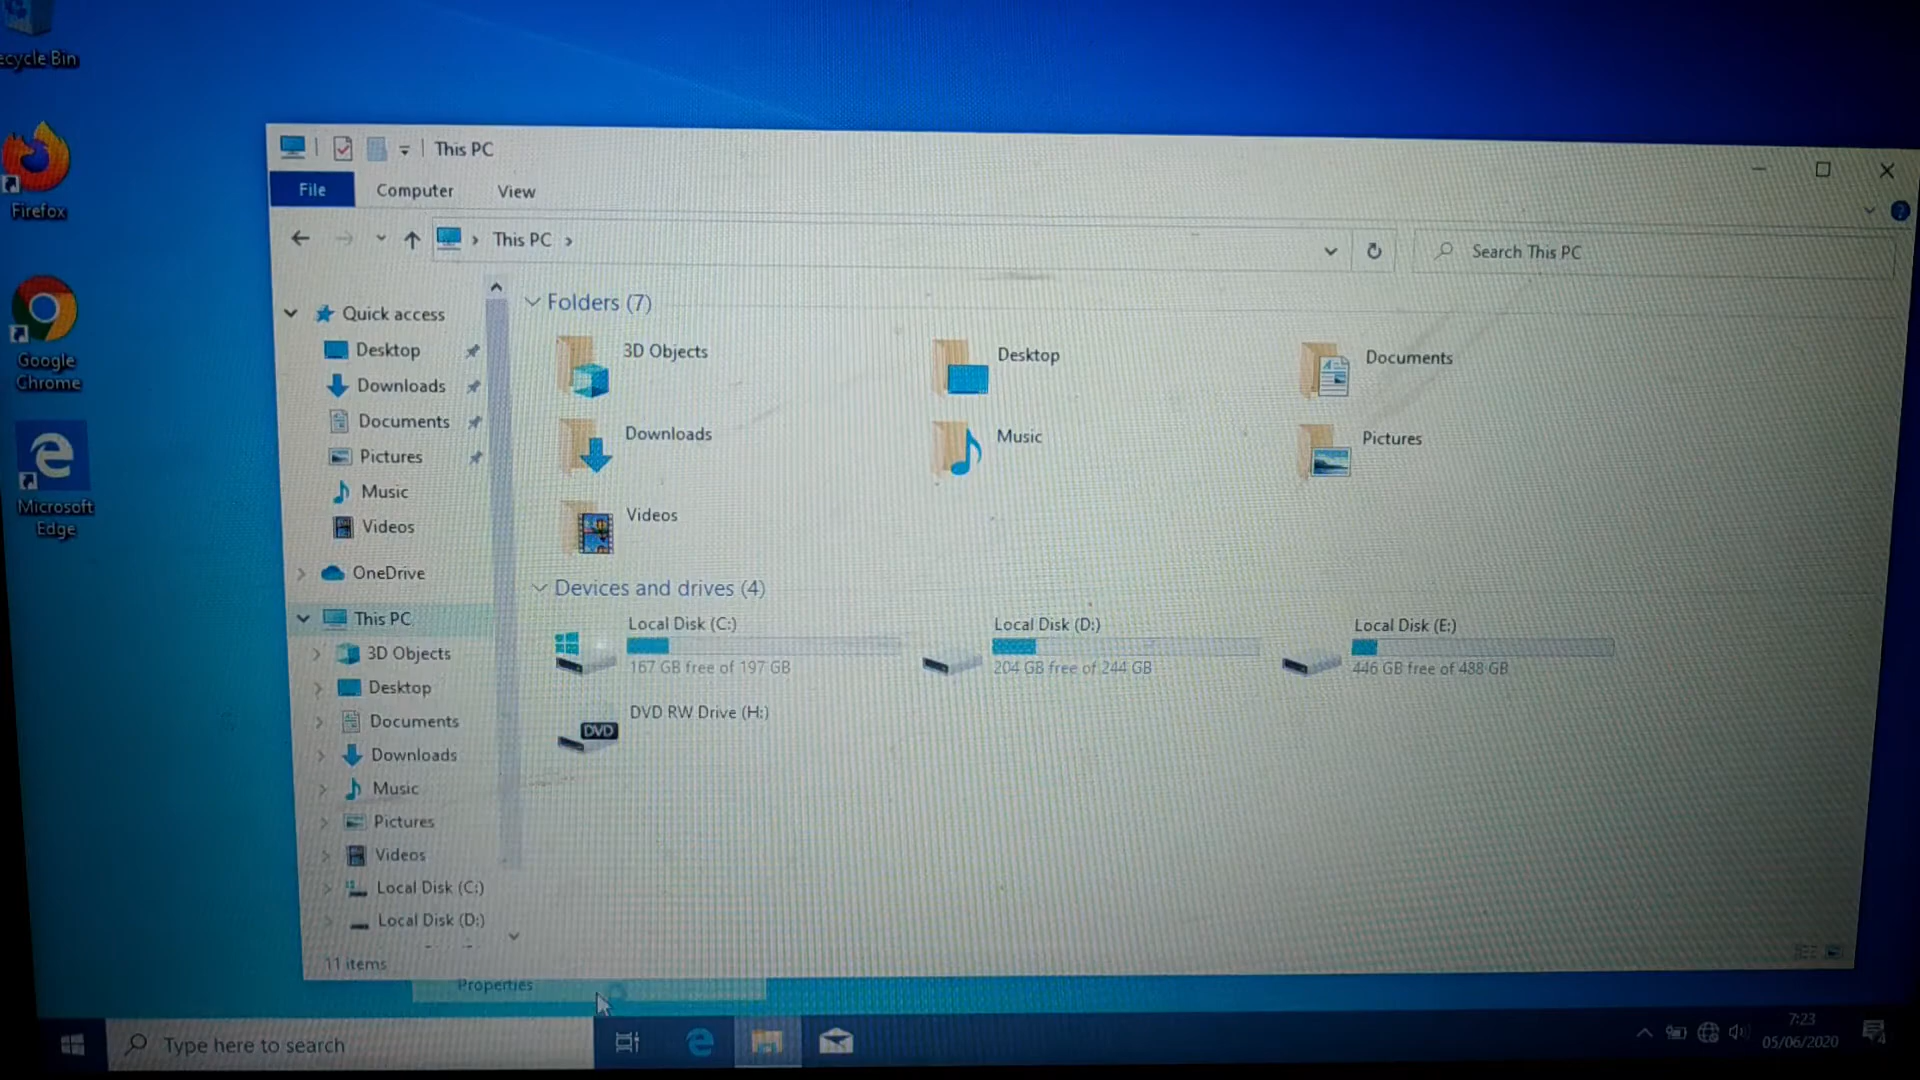 ecycle Bin
Firefox
Google
Chrome
Microsoft
Edge
This PC
File
Computer
View
This PC
Search This PC
Quick access
Desktop
Downloads
Documents
Pictures
Music
Videos
OneDrive
This PC
3D Objects
Desktop
Documents
Downloads
Music
Pictures
Videos
Local Disk (C:)
Local Disk (D:)
Folders (7)
3D Objects
Desktop
Documents
Downloads
Music
Pictures
Videos
Devices and drives (4)
Local Disk (C:)
167 GB free of 197 GB
Local Disk (D:)
204 GB free of 244 GB
Local Disk (E:)
446 GB free of 488 GB
DVD RW Drive (H:)
DVD
11 items
Properties
Type here to search
7:23
05/06/2020